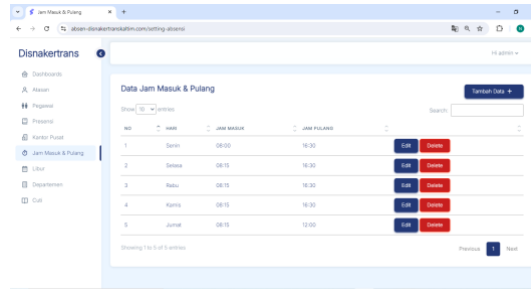 Jam Masuk & Pulang
absen-disnakertranskaltim.com/setting-absensi
Disnakertrans
Hi admin
Dashboards
Alasan
Pegawai
Presensi
Kantor Pusat
Jam Masuk & Pulang
Libur
Departemen
Cuti
Data Jam Masuk & Pulang
Tambah Data +
Show 10 entries
Search:
NO HARI JAM MASUK JAM PULANG
1 Senin 08:00 16:30 Edit Delete
2 Selasa 08:15 16:30 Edit Delete
3 Rabu 08:15 16:30 Edit Delete
4 Kamis 08:15 16:30 Edit Delete
5 Jumat 08:15 12:00 Edit Delete
Showing 1 to 5 of 5 entries
Previous 1 Next